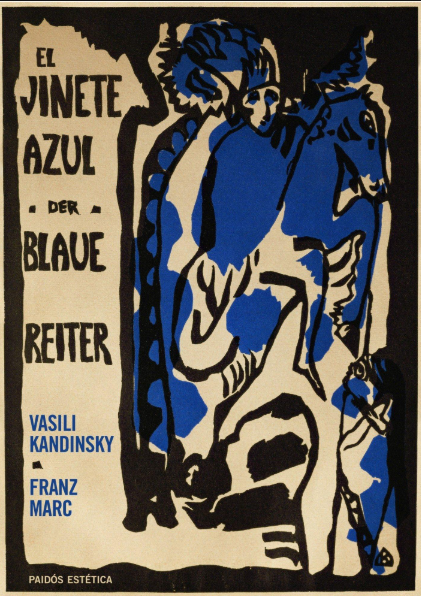 EL
JINETE
AZUL
· DER ·
BLAUE
REITER
VASILI
KANDINSKY
·
FRANZ
MARC
PAIDÓS ESTÉTICA